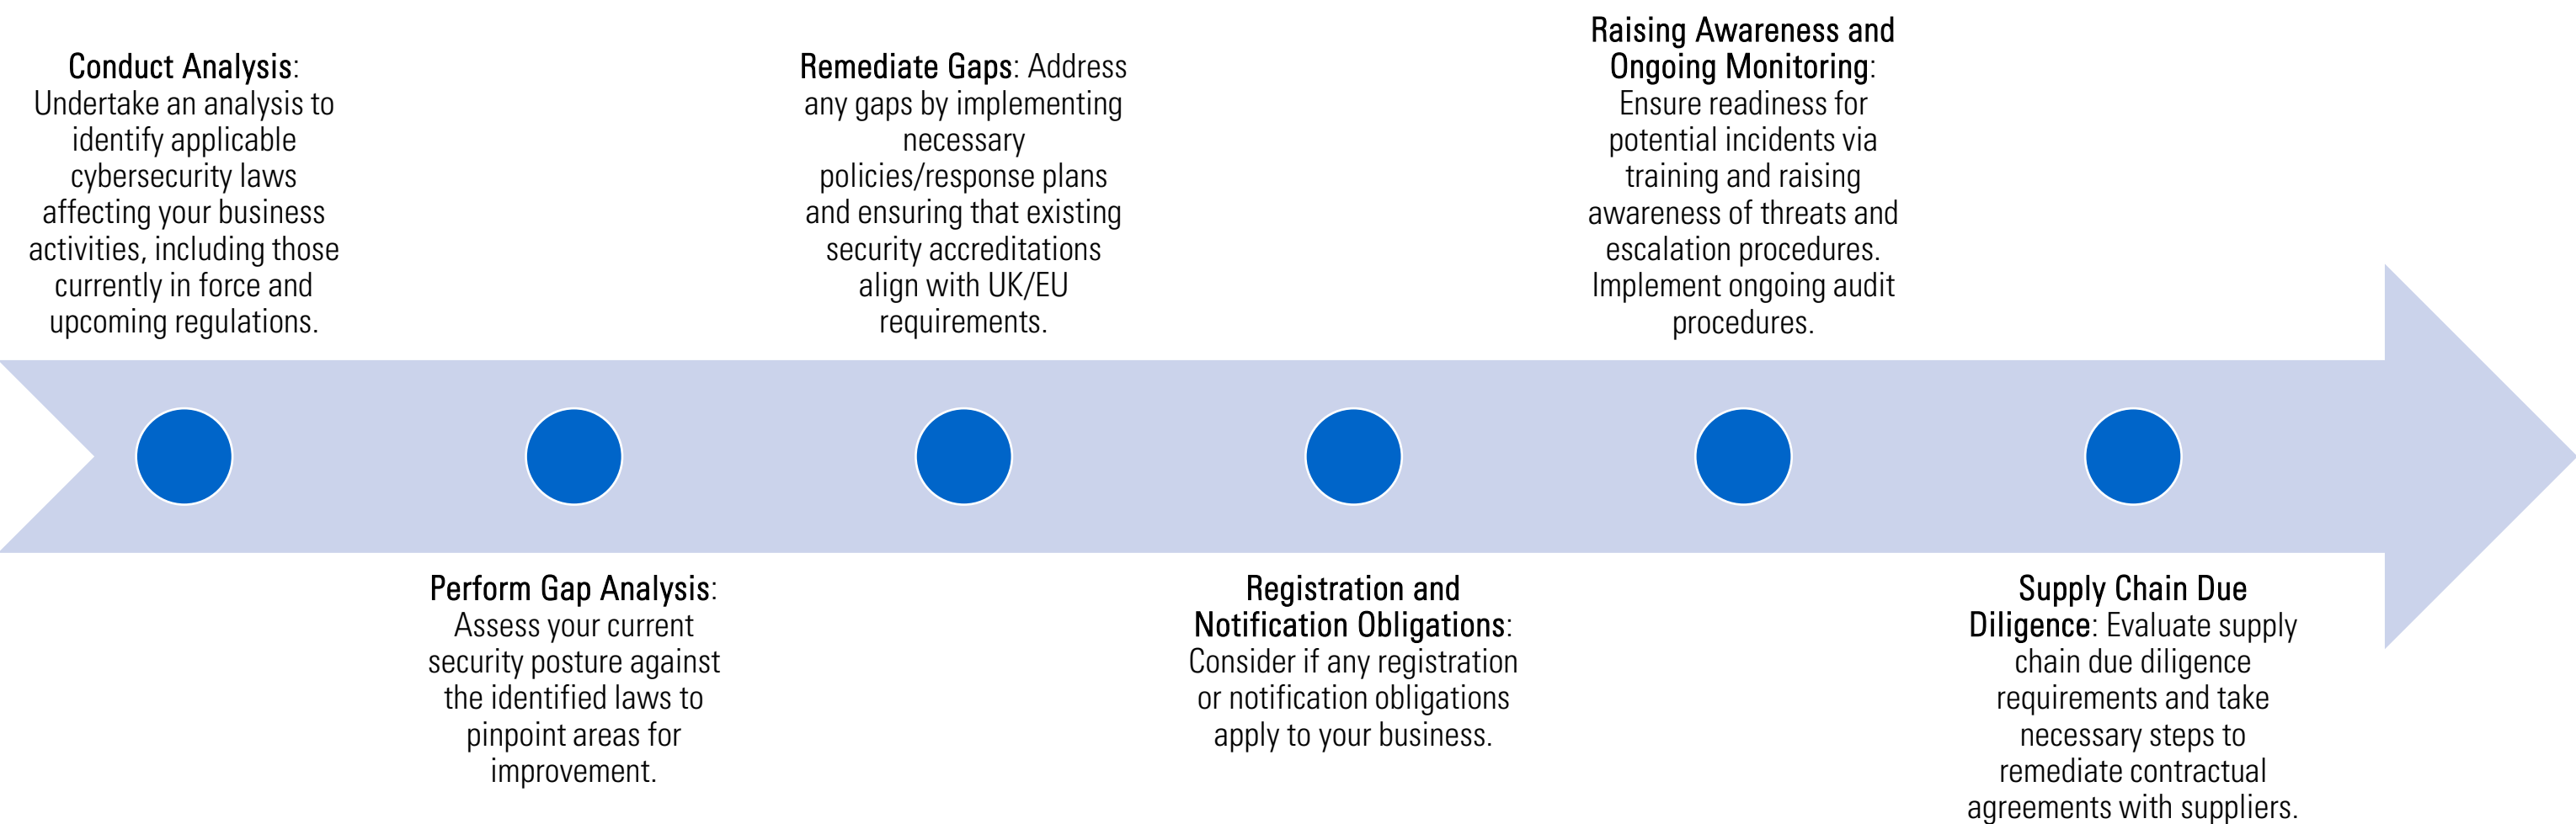 Conduct Analysis:
Undertake an analysis to
identify applicable
cybersecurity laws
affecting your business
activities, including those
currently in force and
upcoming regulations.
Perform Gap Analysis:
Assess your current
security posture against
the identified laws to
pinpoint areas for
improvement.
Remediate Gaps: Address
any gaps by implementing
necessary
policies/response plans
and ensuring that existing
security accreditations
align with UK/EU
requirements.
Registration and
Notification Obligations:
Consider if any registration
or notification obligations
apply to your business.
Raising Awareness and
Ongoing Monitoring:
Ensure readiness for
potential incidents via
training and raising
awareness of threats and
escalation procedures.
Implement ongoing audit
procedures.
Supply Chain Due
Diligence: Evaluate supply
chain due diligence
requirements and take
necessary steps to
remediate contractual
agreements with suppliers.